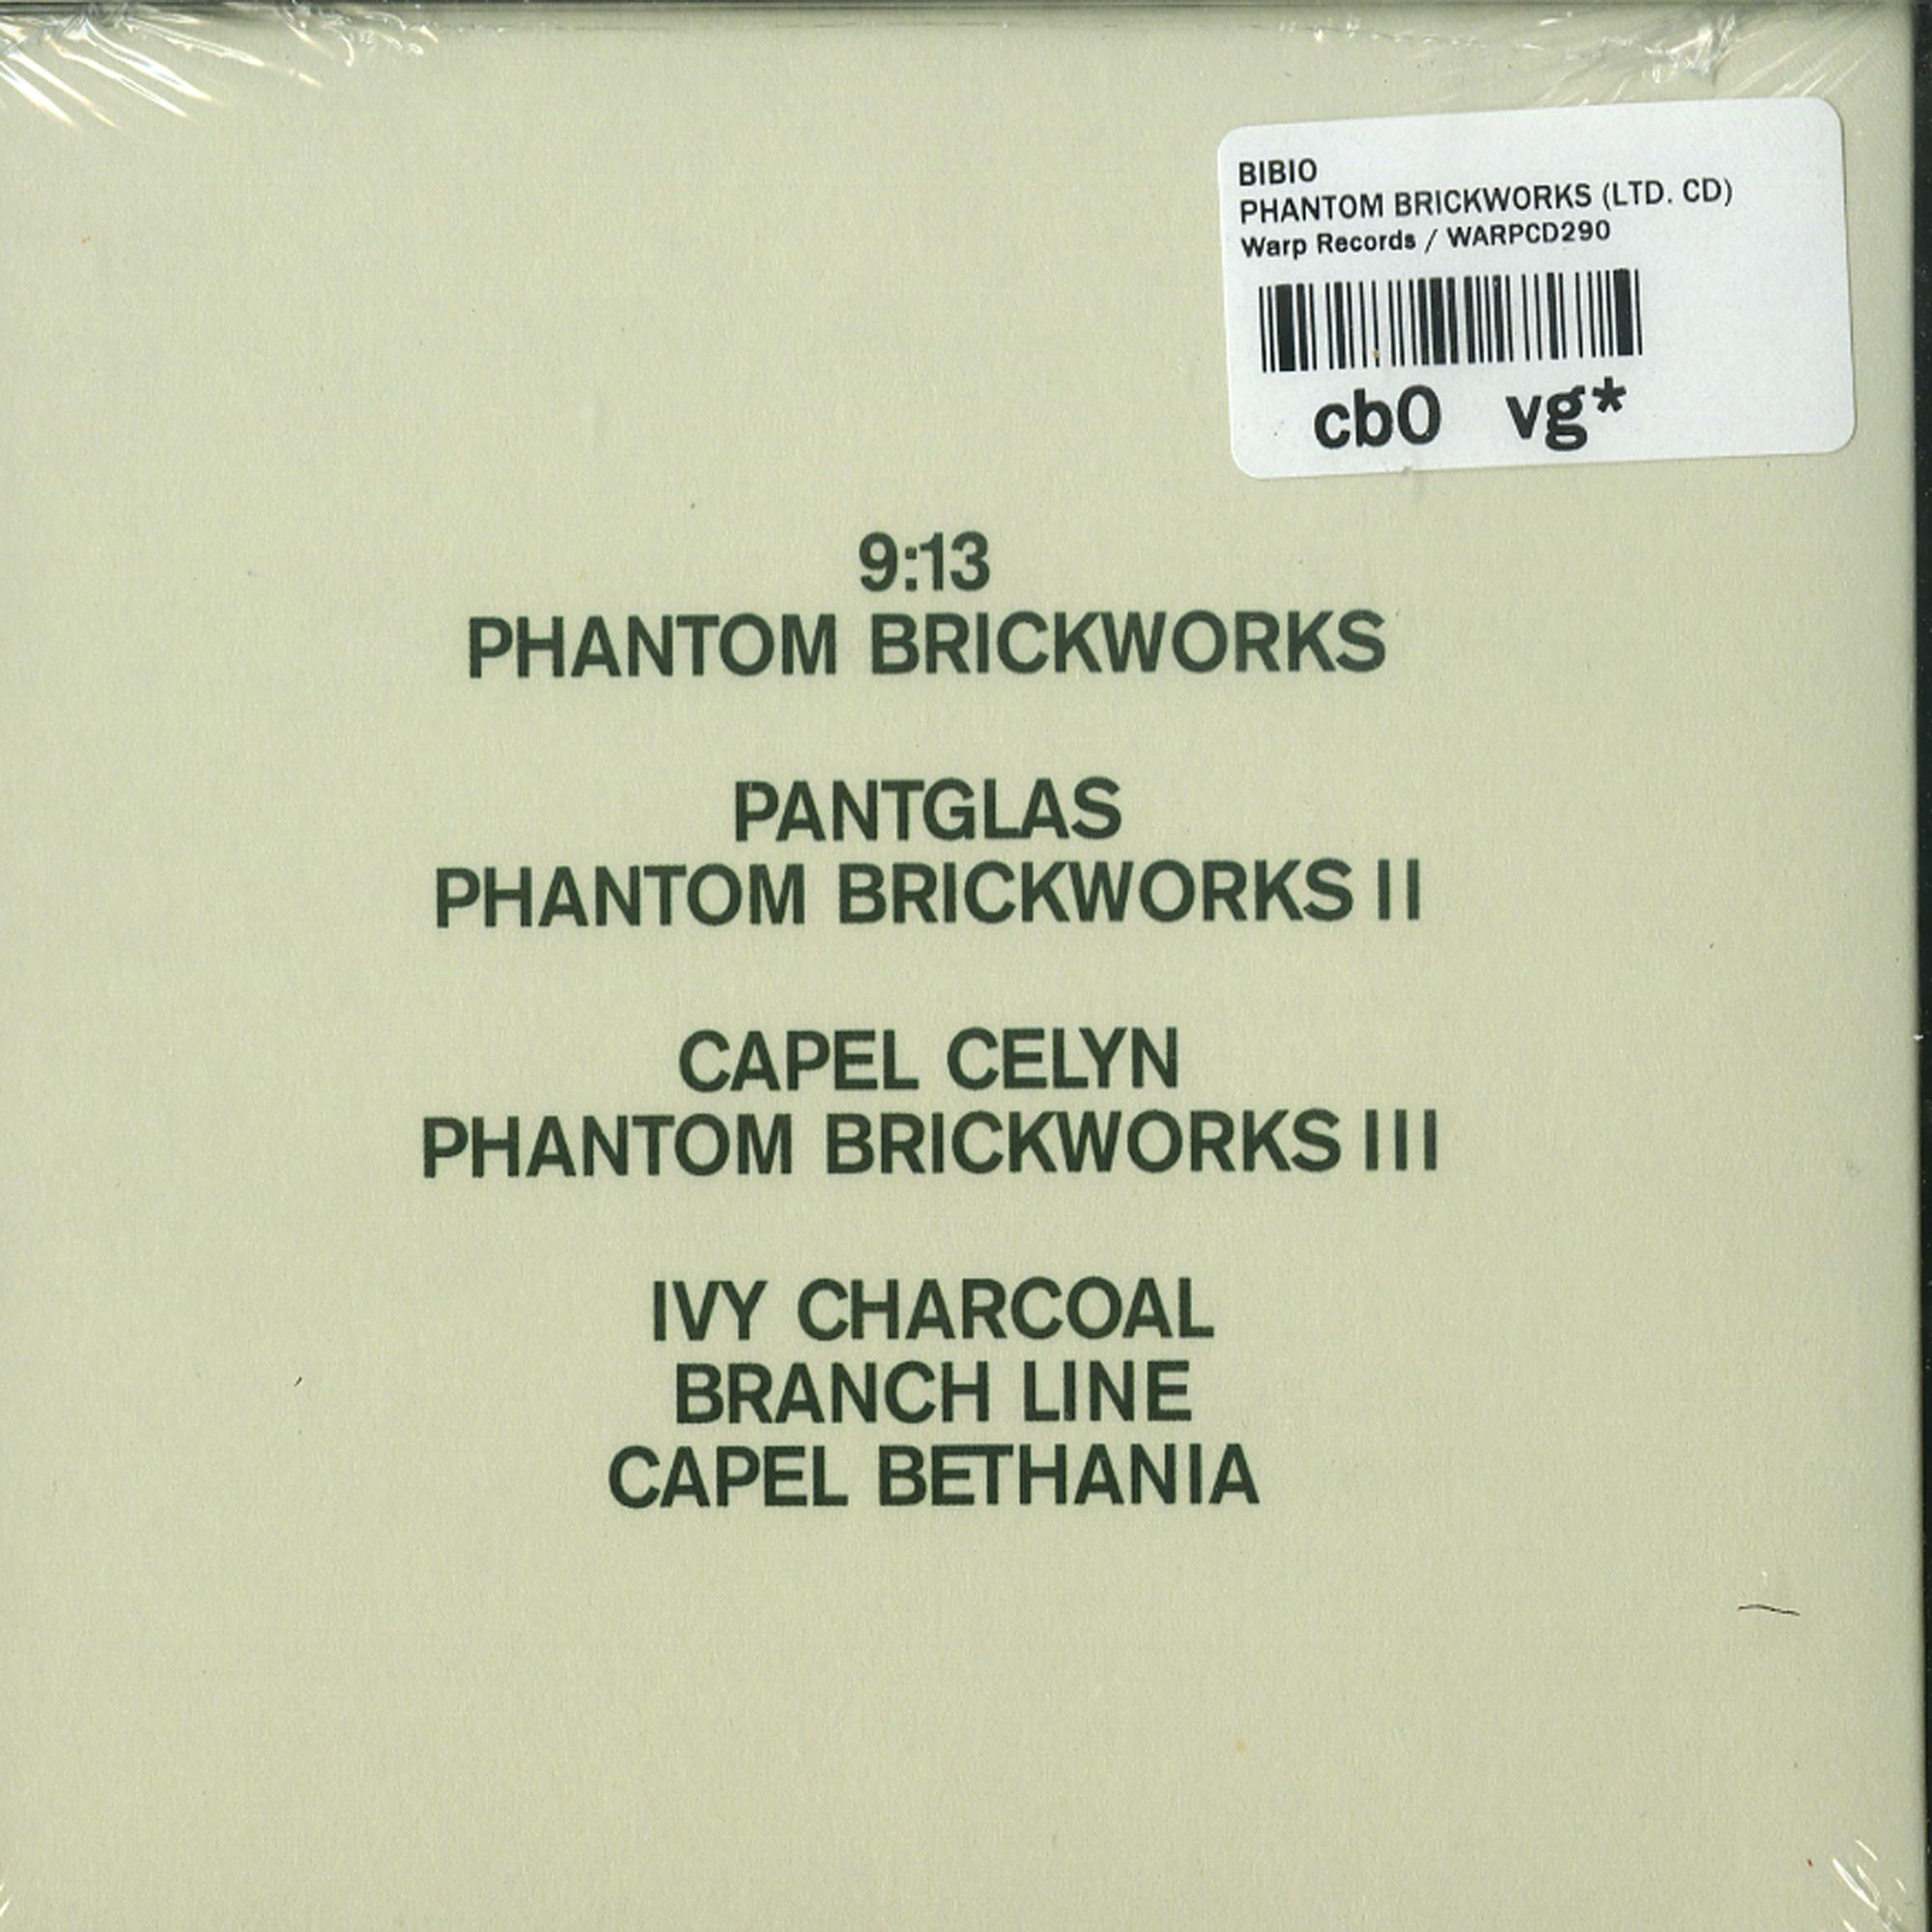 BIBIO
PHANTOM BRICKWORKS (LTD. CD)
Warp Records / WARPCD290
cb0 vg*
9:13
PHANTOM BRICKWORKS
PANTGLAS
PHANTOM BRICKWORKS II
CAPEL CELYN
PHANTOM BRICKWORKS III
IVY CHARCOAL
BRANCH LINE
CAPEL BETHANIA